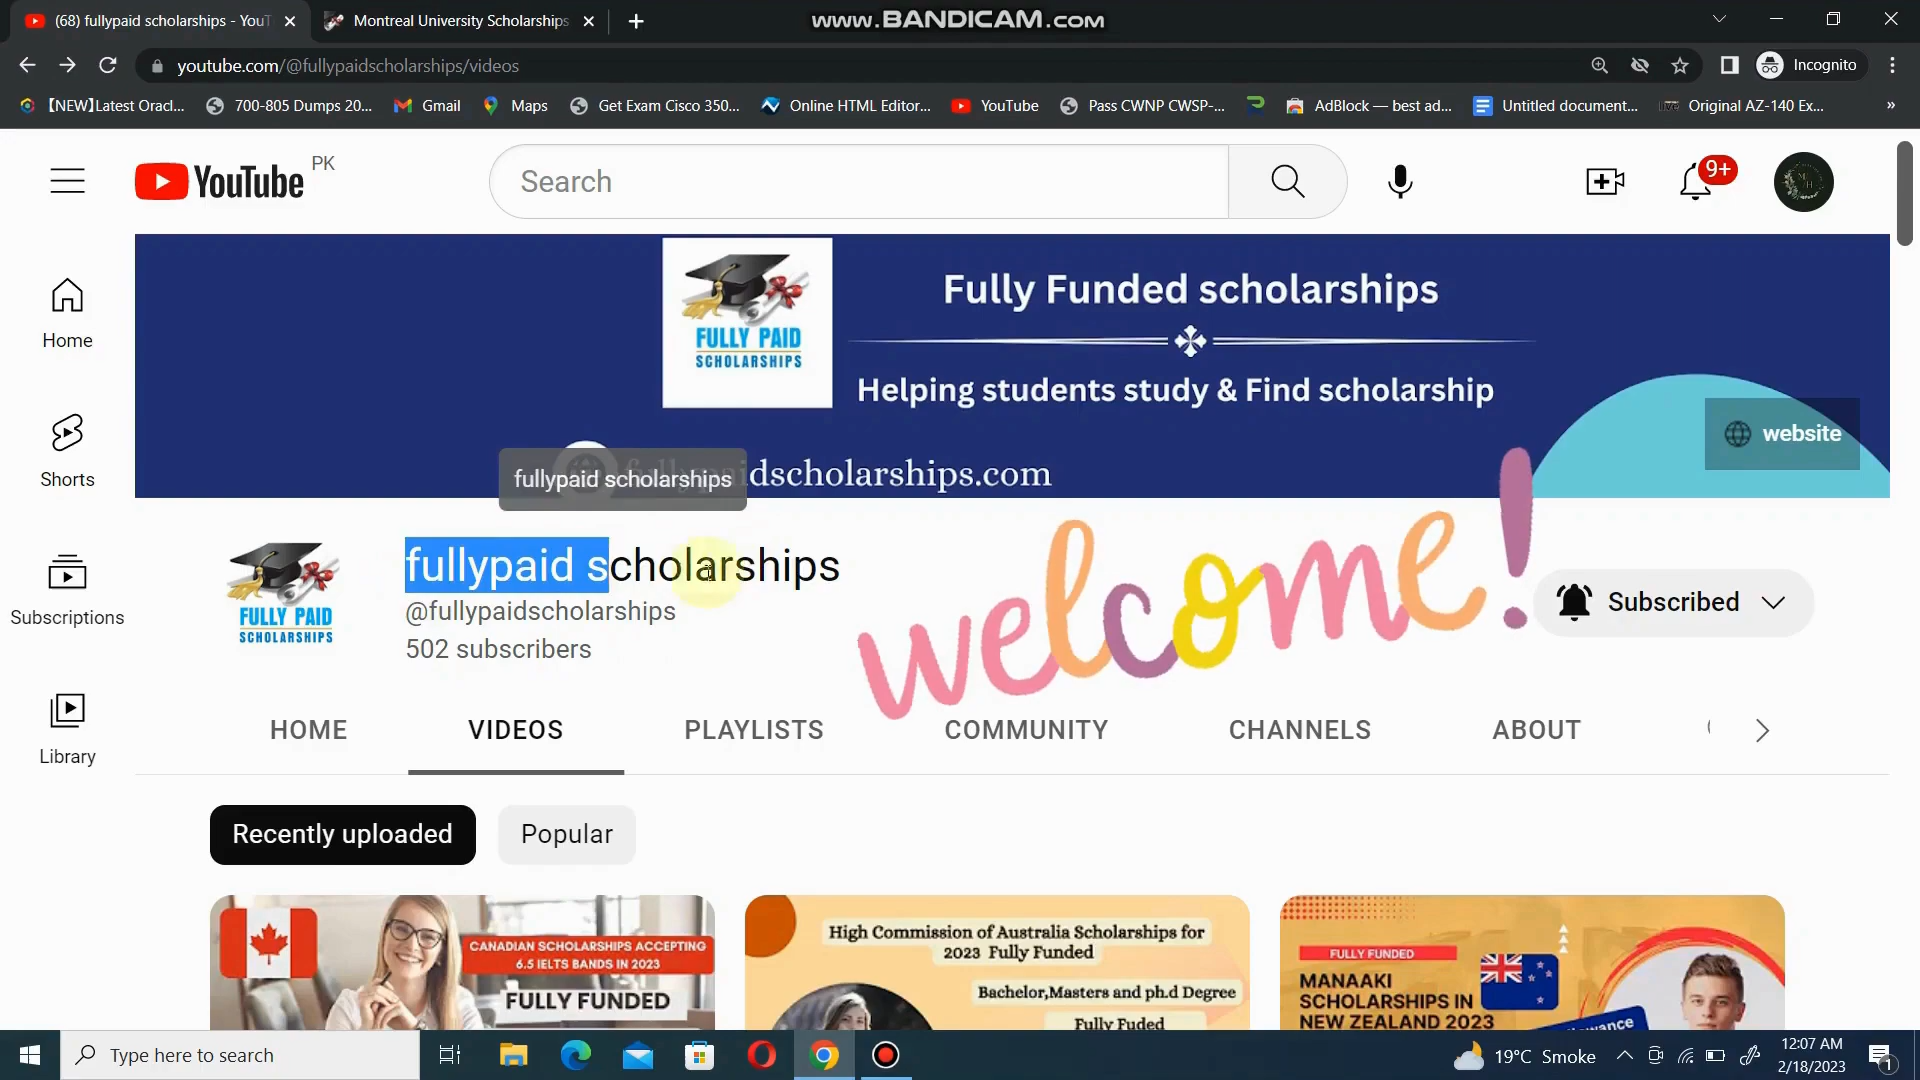 (68) fullypaid scholarships - YouT
Montreal University Scholarships
www.BANDICAM.com
youtube.com/@fullypaidscholarships/videos
Incognito
【NEW】Latest Oracl...
700-805 Dumps 20...
Gmail
Maps
Get Exam Cisco 350...
Online HTML Editor...
YouTube
Pass CWNP CWSP-...
AdBlock — best ad...
Untitled document...
Original AZ-140 Ex...
»
YouTube PK
Search
9+
Home
Shorts
Subscriptions
Library
FULLY PAID
SCHOLARSHIPS
Fully Funded scholarships
Helping students study & Find scholarship
website
fullypaid scholarships
idscholarships.com
FULLY PAID
SCHOLARSHIPS
fullypaid scholarships
@fullypaidscholarships
502 subscribers
welcome!
Subscribed
HOME
VIDEOS
PLAYLISTS
COMMUNITY
CHANNELS
ABOUT
Recently uploaded
Popular
CANADIAN SCHOLARSHIPS ACCEPTING
6.5 IELTS BANDS IN 2023
FULLY FUNDED
High Commission of Australia Scholarships for
2023 Fully Funded
Bachelor,Masters and ph.d Degree
Fully Fuded
FULLY FUNDED
MANAAKI
SCHOLARSHIPS IN
NEW ZEALAND 2023
Type here to search
19°C Smoke
12:07 AM
2/18/2023
1